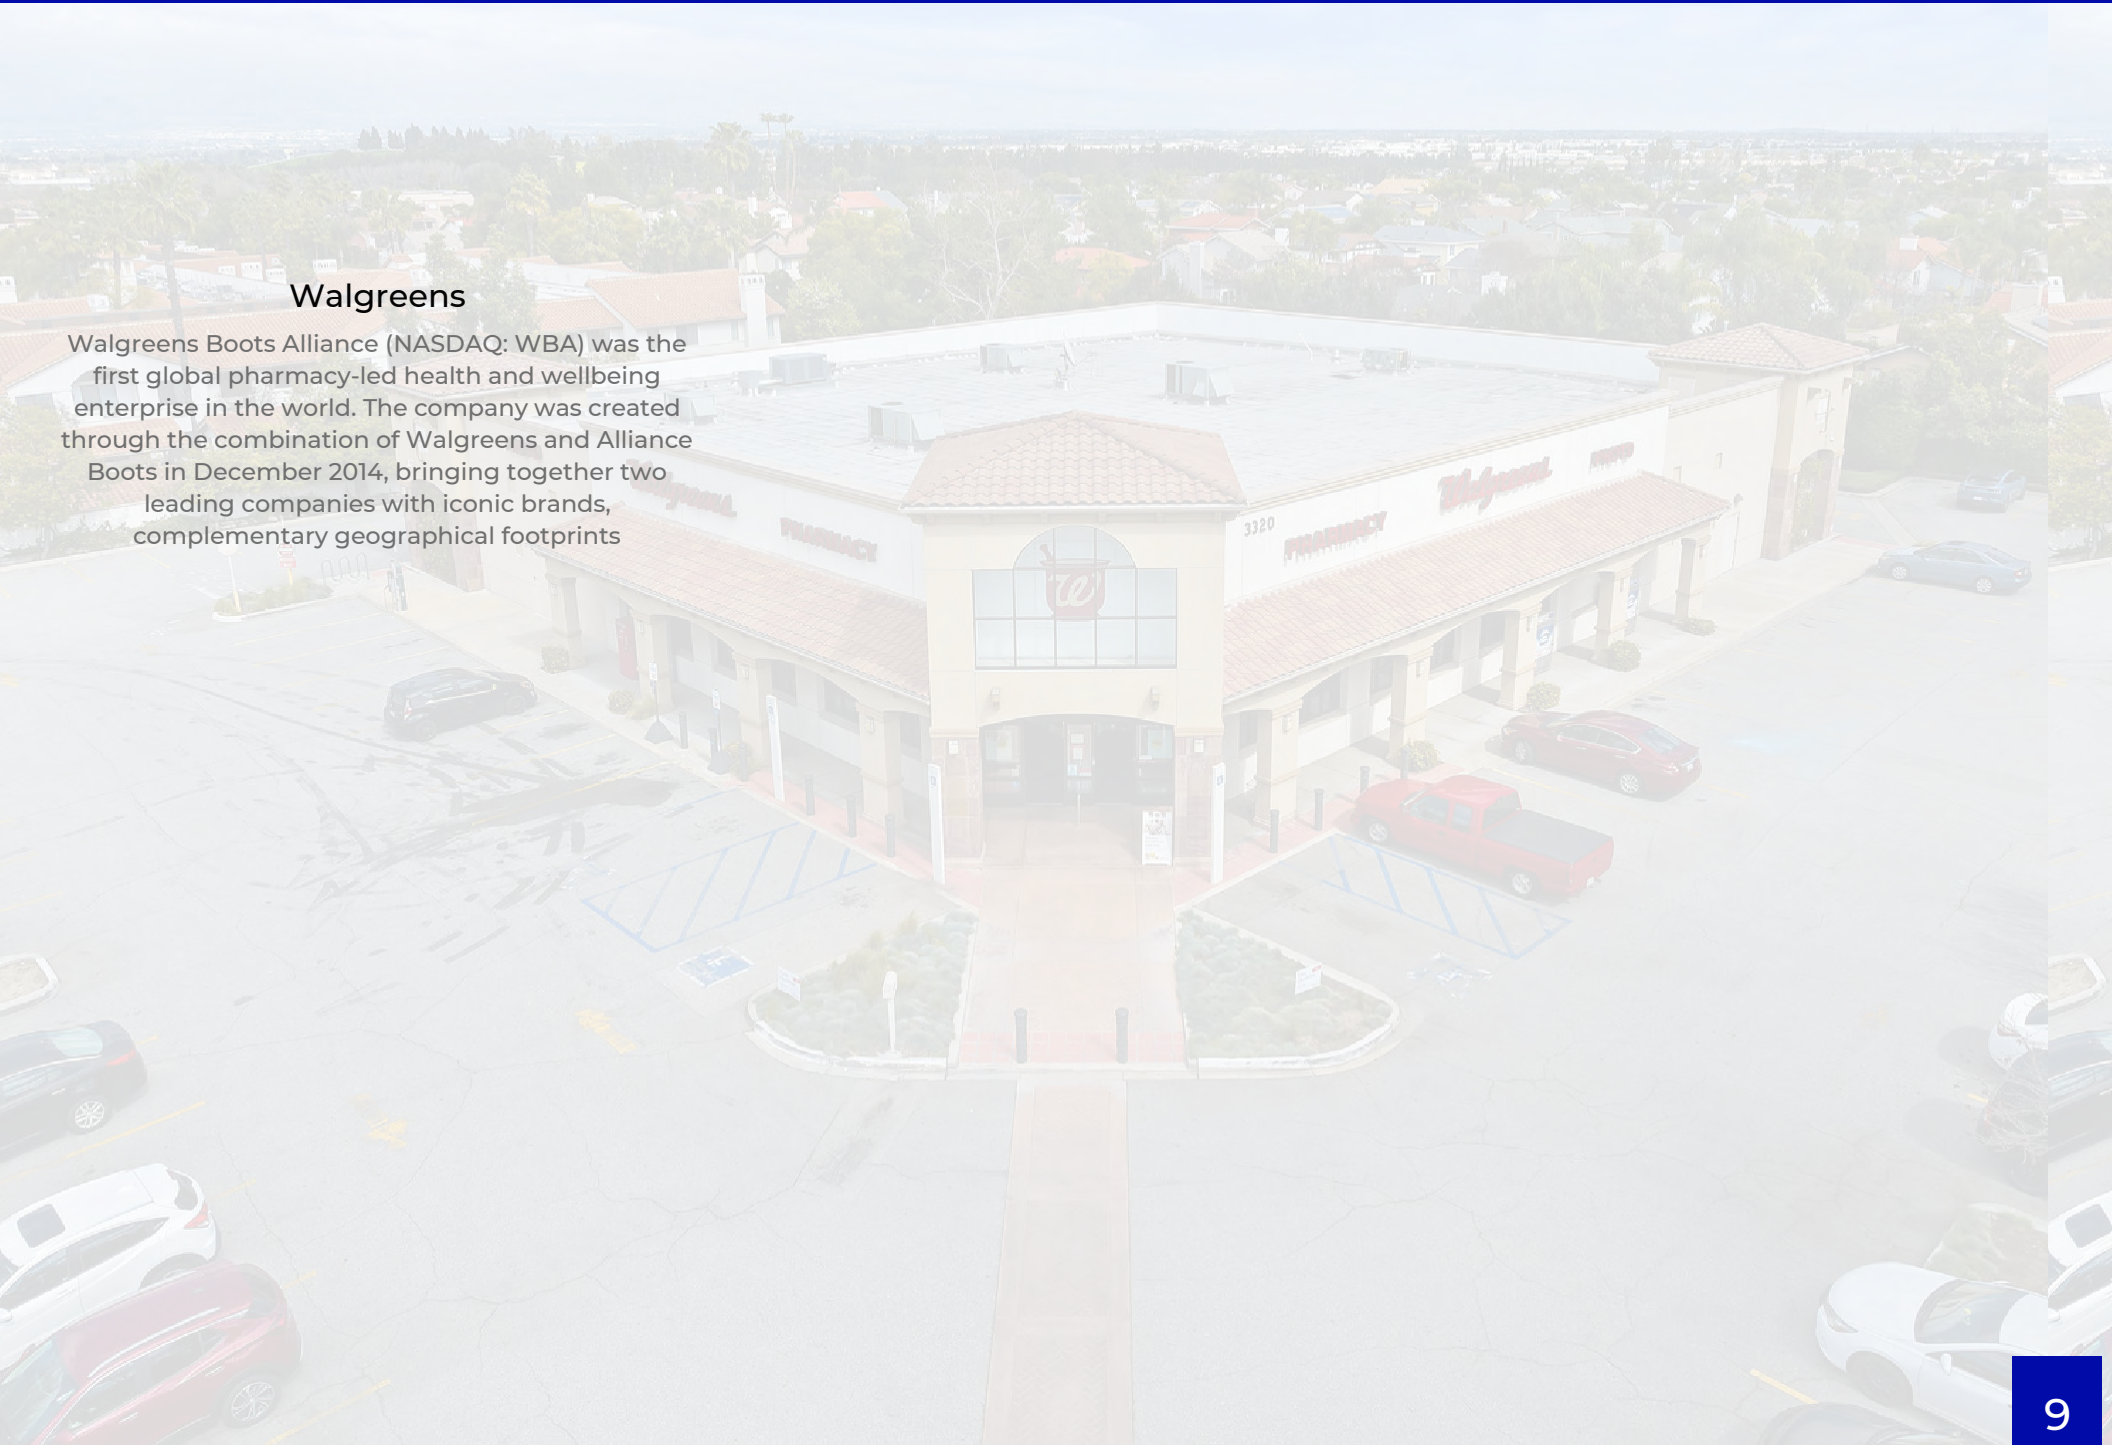 Walgreens
Walgreens Boots Alliance (NASDAQ: WBA) was the
first global pharmacy-led health and wellbeing
enterprise in the world. The company was created
through the combination of Walgreens and Alliance
Boots in December 2014, bringing together two
leading companies with iconic brands,
complementary geographical footprints
Walgreens
PHARMACY
3320
PHARMACY
Walgreens
9